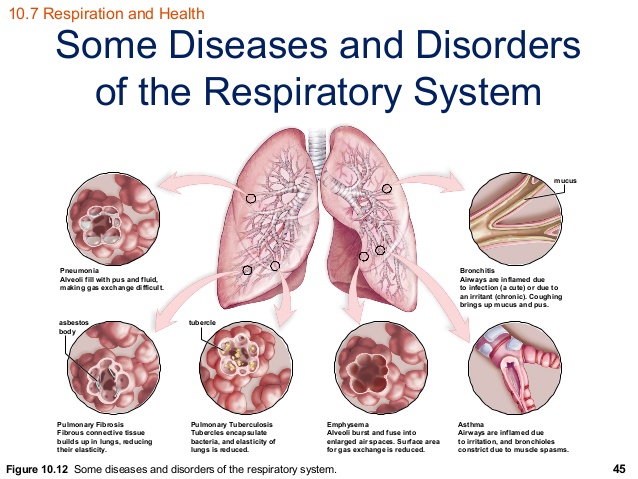 10.7 Respiration and Health
Some Diseases and Disorders
of the Respiratory System
mucus
Pneumonia
Alveoli fill with pus and fluid,
making gas exchange difficult.
Bronchitis
Airways are inflamed due
to infection (a cute) or due to
an irritant (chronic). Coughing
brings up mucus and pus.
asbestos
body
tubercle
Pulmonary Fibrosis
Fibrous connective tissue
builds up in lungs, reducing
their elasticity.
Pulmonary Tuberculosis
Tubercles encapsulate
bacteria, and elasticity of
lungs is reduced.
Emphysema
Alveoli burst and fuse into
enlarged air spaces. Surface area
for gas exchange is reduced.
Asthma
Airways are inflamed due
to irritation, and bronchioles
constrict due to muscle spasms.
Figure 10.12 Some diseases and disorders of the respiratory system.
45